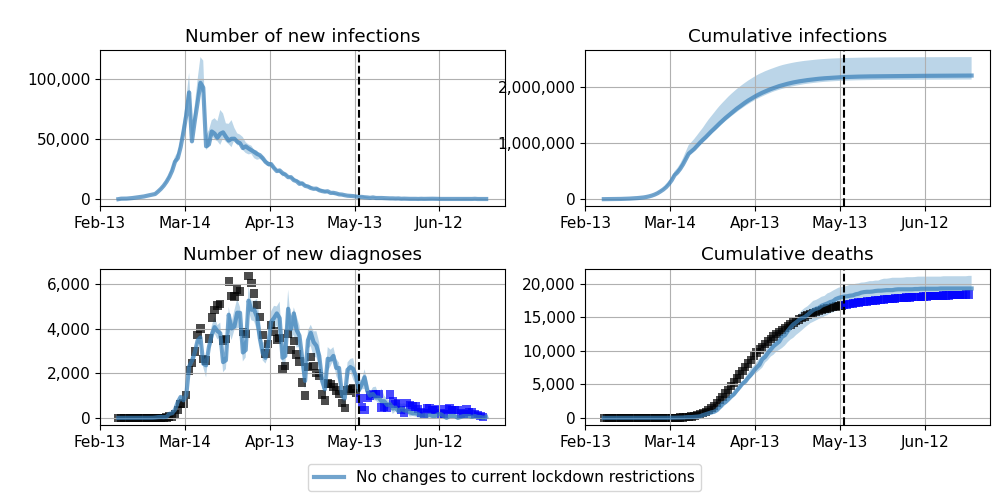 Number of new infections
Cumulative infections
100,000
50,000
0
2,000,000
1,000,000
0
Feb-13 Mar-14 Apr-13 May-13 Jun-12
Feb-13 Mar-14 Apr-13 May-13 Jun-12
Number of new diagnoses
Cumulative deaths
6,000
4,000
2,000
0
20,000
15,000
10,000
5,000
0
Feb-13 Mar-14 Apr-13 May-13 Jun-12
Feb-13 Mar-14 Apr-13 May-13 Jun-12
No changes to current lockdown restrictions